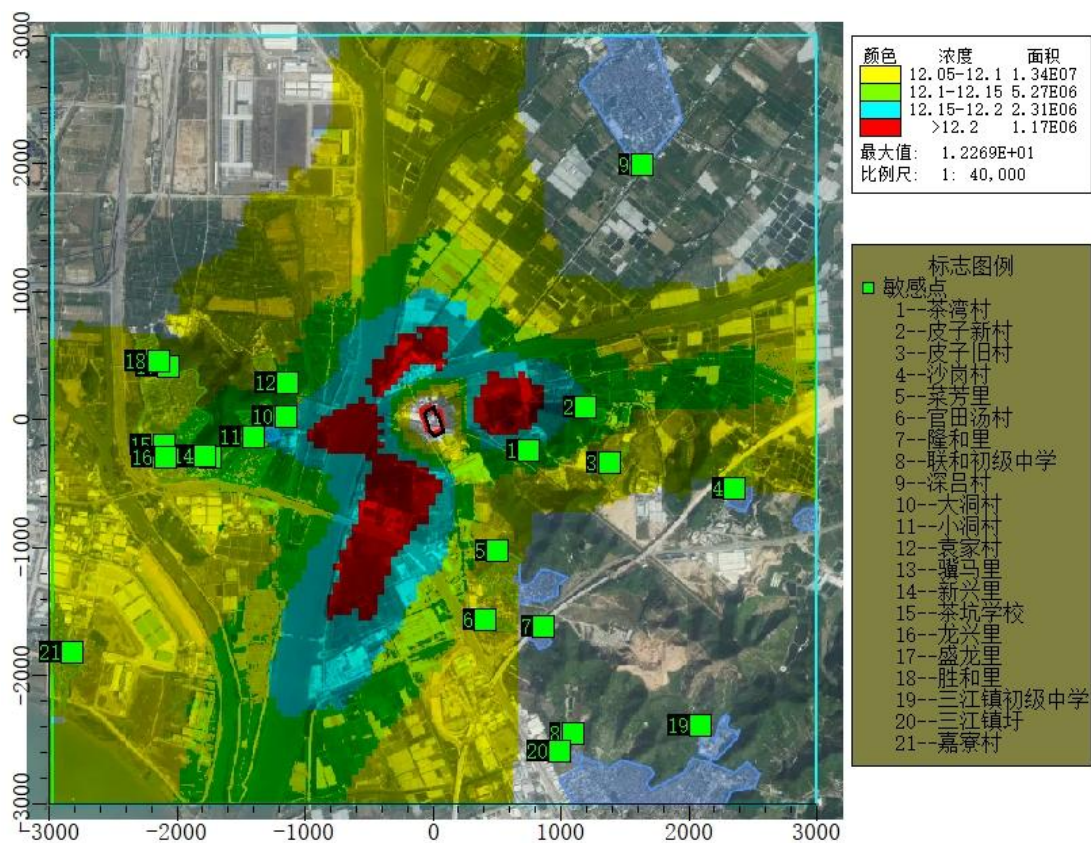 颜色 浓度 面积
12.05-12.1 1.34E07
12.1-12.15 5.27E06
12.15-12.2 2.31E06
>12.2 1.17E06
最大值: 1.2269E+01
比例尺: 1: 40,000
标志图例
敏感点
1--茶湾村
2--皮子新村
3--皮子旧村
4--沙岗村
5--菜芳里
6--官田汤村
7--隆和里
8--联和初级中学
9--深吕村
10--大洞村
11--小洞村
12--袁家村
13--骥马里
14--新兴里
15--茶坑学校
16--龙兴里
17--盛龙里
18--胜和里
19--三江镇初级中学
20--三江镇圩
21--嘉寮村
3000
2000
1000
0
-1000
-2000
-3000
-3000 -2000 -1000 0 1000 2000 3000
9
18
12
10
2
11
15
16
14
1
3
4
5
6
7
21
8
19
20